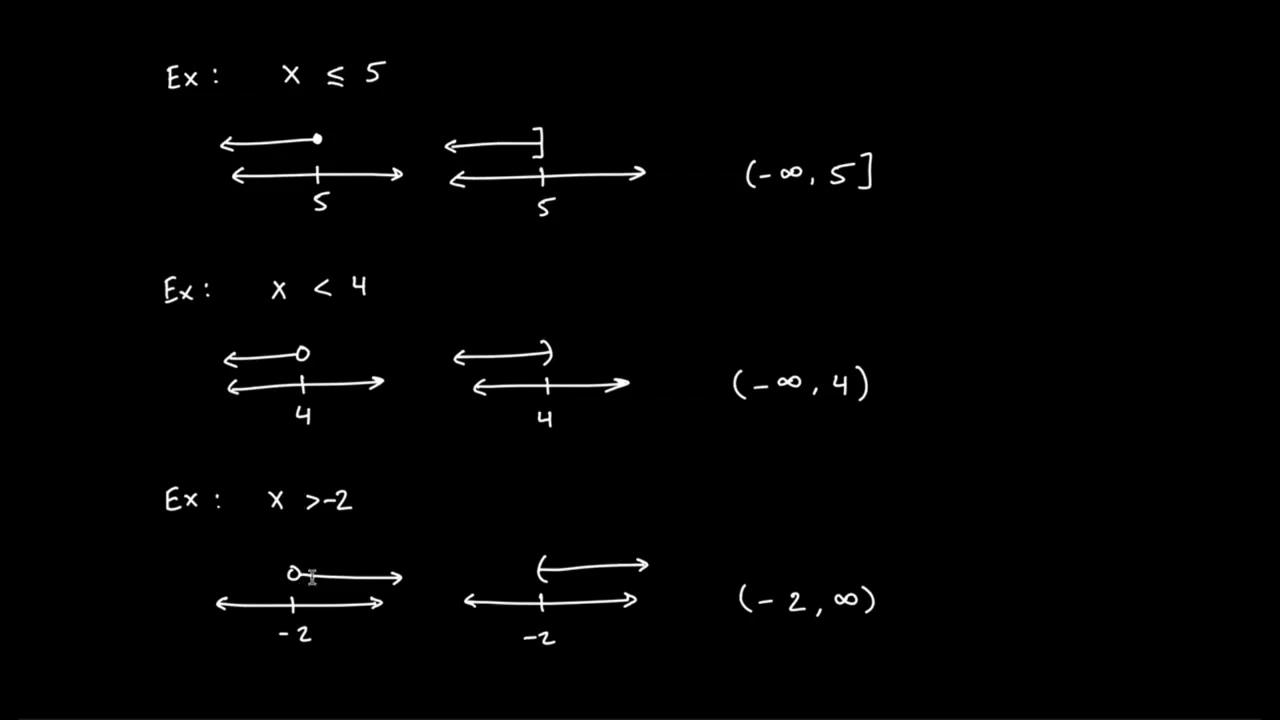 Ex: x ≤ 5
5 5 (-∞, 5]
Ex: x < 4
4 4 (-∞, 4)
Ex: x >-2
-2 -2 (-2, ∞)